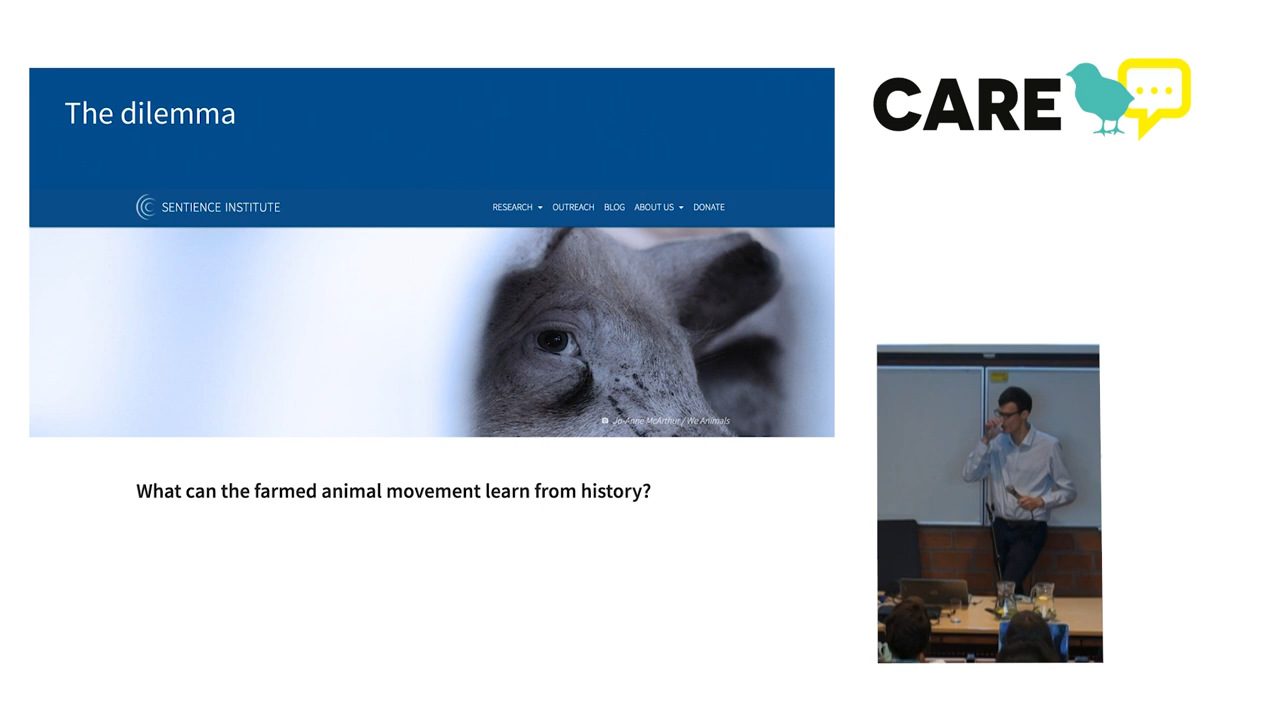 The dilemma
CARE
SENTIENCE INSTITUTE
RESEARCH OUTREACH BLOG ABOUT US DONATE
Jo-Anne McArthur / We Animals
What can the farmed animal movement learn from history?